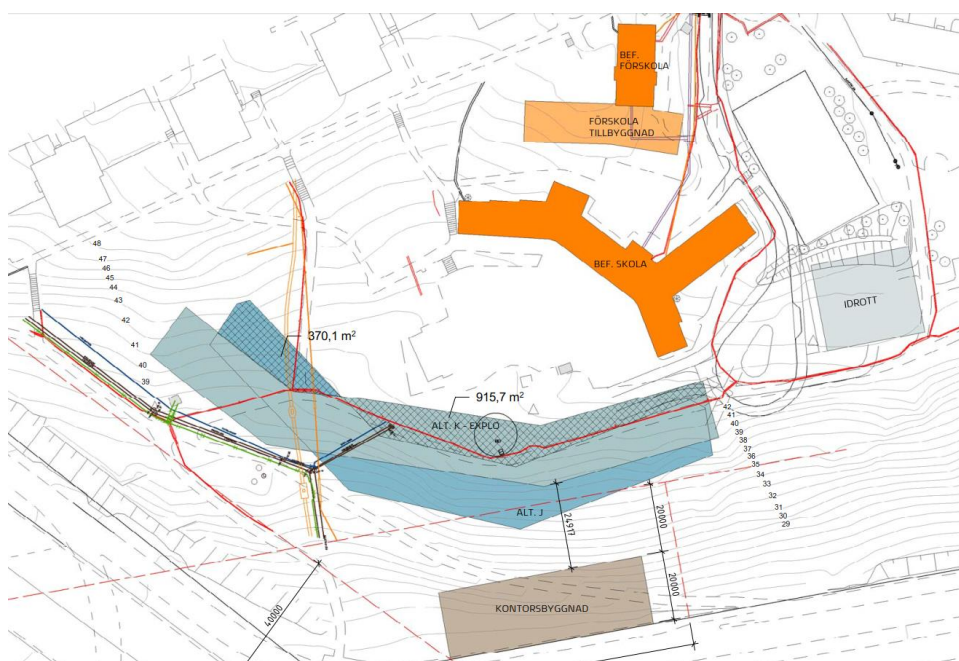 BEF.
FÖRSKOLA
FÖRSKOLA
TILLBYGGNAD
BEF. SKOLA
IDROTT
48
47
46
45
44
43
42
41
40
39
370,1 m²
915,7 m²
ALT. K - EXPLO
ALT. J
42
41
40
39
38
37
36
35
34
33
32
31
30
29
24917
20000
20000
40000
KONTORSBYGGNAD